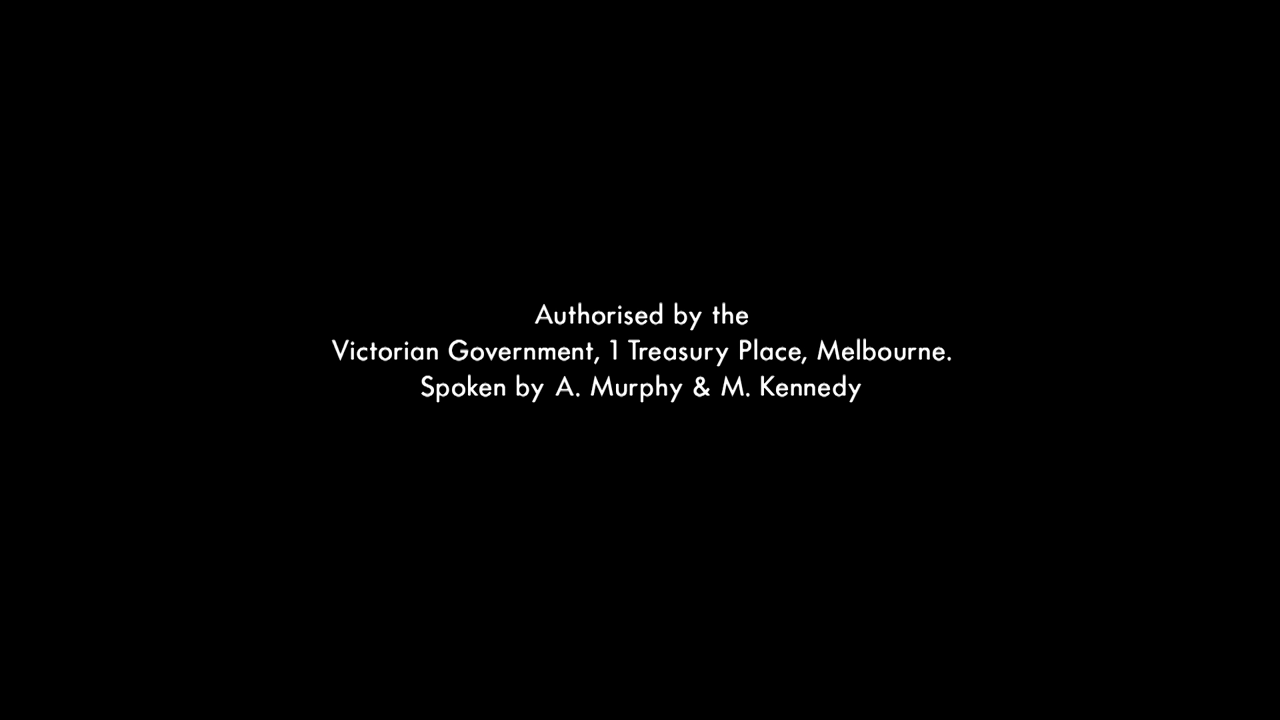 Authorised by the
Victorian Government, 1 Treasury Place, Melbourne.
Spoken by A. Murphy & M. Kennedy